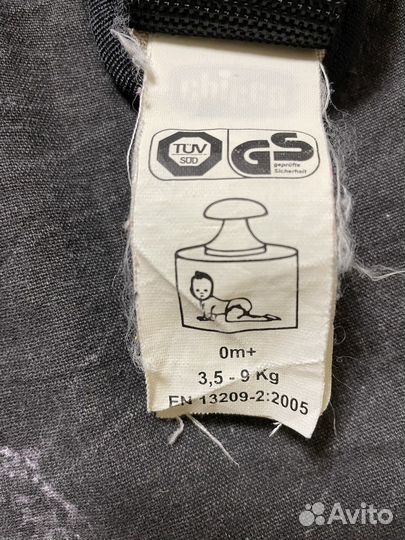 chicco
TÜV
SÜD
GS
geprüfte
Sicherheit
0m+
3,5 - 9 Kg
EN 13209-2:2005
Avito